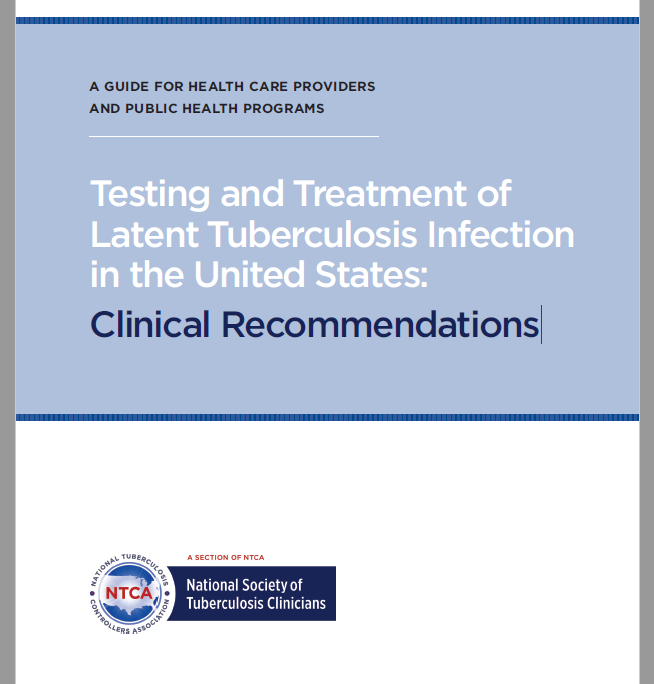 A GUIDE FOR HEALTH CARE PROVIDERS
AND PUBLIC HEALTH PROGRAMS
Testing and Treatment of
Latent Tuberculosis Infection
in the United States:
Clinical Recommendations
A SECTION OF NTCA
NATIONAL TUBERCULOSIS
CONTROLLERS ASSOCIATION
NTCA
National Society of
Tuberculosis Clinicians